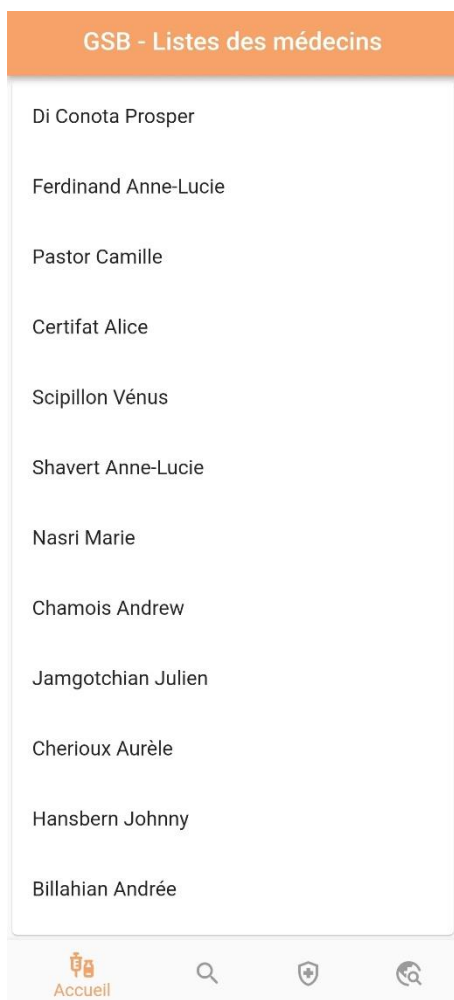 GSB - Listes des médecins
Di Conota Prosper
Ferdinand Anne-Lucie
Pastor Camille
Certifat Alice
Scipillon Vénus
Shavert Anne-Lucie
Nasri Marie
Chamois Andrew
Jamgotchian Julien
Cherioux Aurèle
Hansbern Johnny
Billahian Andrée
Accueil